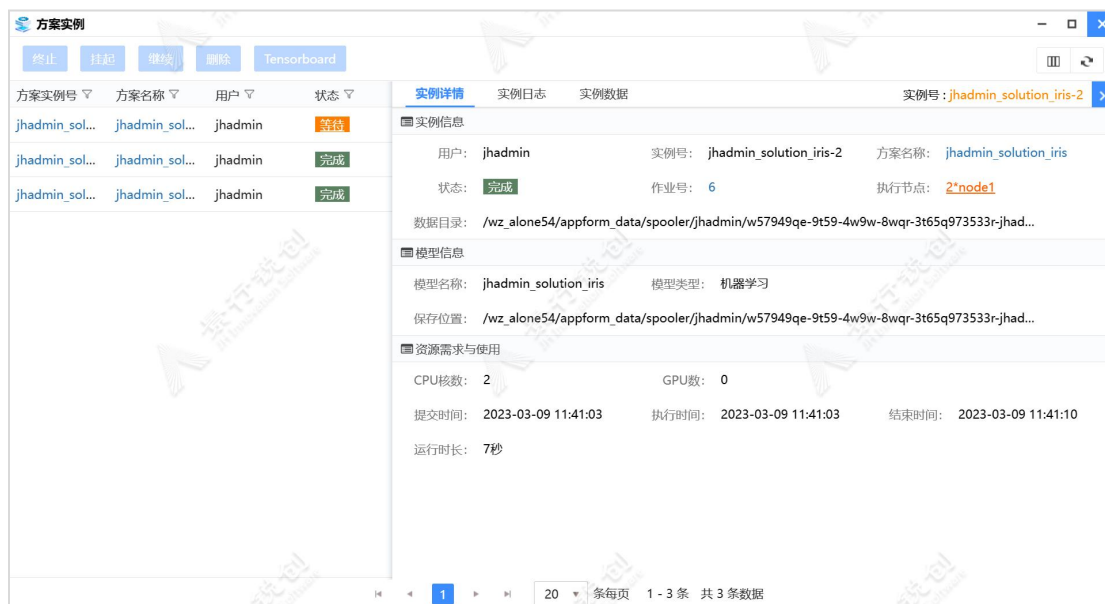 方案实例
终止 挂起 继续 删除 Tensorboard
方案实例号 方案名称 用户 状态
jhadmin_sol... jhadmin_sol... jhadmin 等待
jhadmin_sol... jhadmin_sol... jhadmin 完成
jhadmin_sol... jhadmin_sol... jhadmin 完成
实例详情 实例日志 实例数据 实例号：jhadmin_solution_iris-2
实例信息
用户： jhadmin 实例号： jhadmin_solution_iris-2 方案名称： jhadmin_solution_iris
状态： 完成 作业号： 6 执行节点： 2*node1
数据目录： /wz_alone54/appform_data/spooler/jhadmin/w57949qe-9t59-4w9w-8wqr-3t65q973533r-jhad...
模型信息
模型名称： jhadmin_solution_iris 模型类型： 机器学习
保存位置： /wz_alone54/appform_data/spooler/jhadmin/w57949qe-9t59-4w9w-8wqr-3t65q973533r-jhad...
资源需求与使用
CPU核数： 2 GPU数： 0
提交时间： 2023-03-09 11:41:03 执行时间： 2023-03-09 11:41:03 结束时间： 2023-03-09 11:41:10
运行时长： 7秒
1 20 条每页 1 - 3 条 共 3 条数据